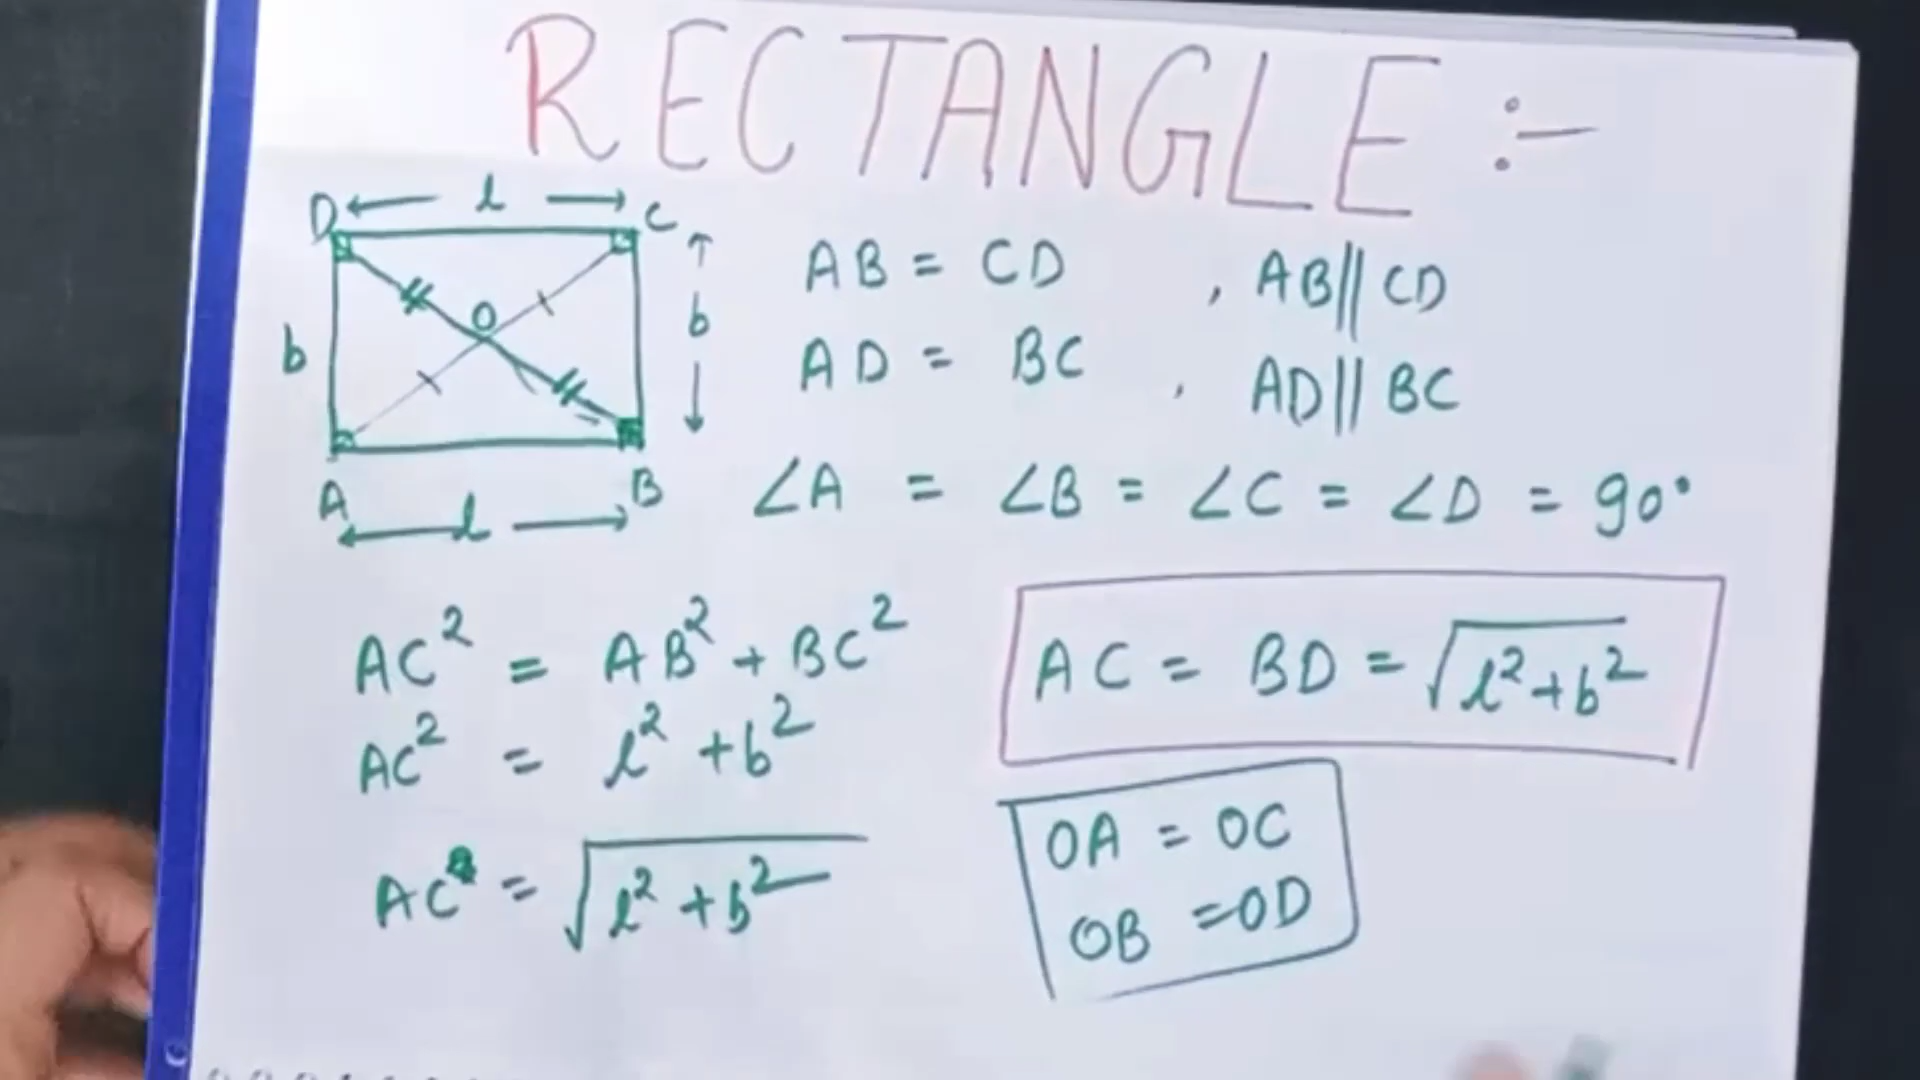 RECTANGLE :-
D l C
b O b
A l B
AB = CD , AB || CD
AD = BC , AD || BC
∠A = ∠B = ∠C = ∠D = 90°
AC² = AB² + BC²
AC² = l² + b²
AC = √l² + b²
AC = BD = √l² + b²
OA = OC
OB = OD